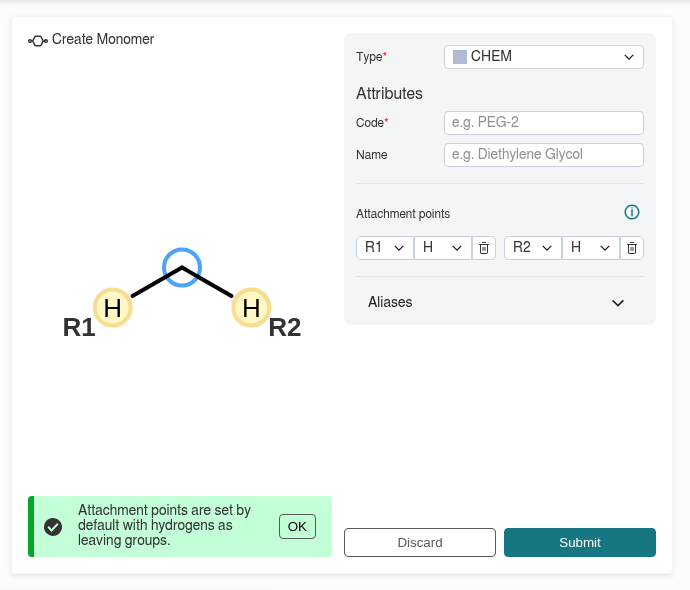 Create Monomer
Type*
CHEM
Attributes
Code*
e.g. PEG-2
Name
e.g. Diethylene Glycol
Attachment points
R1 H R2 H
Aliases
H H
R1 R2
Attachment points are set by
default with hydrogens as
leaving groups.
OK
Discard
Submit